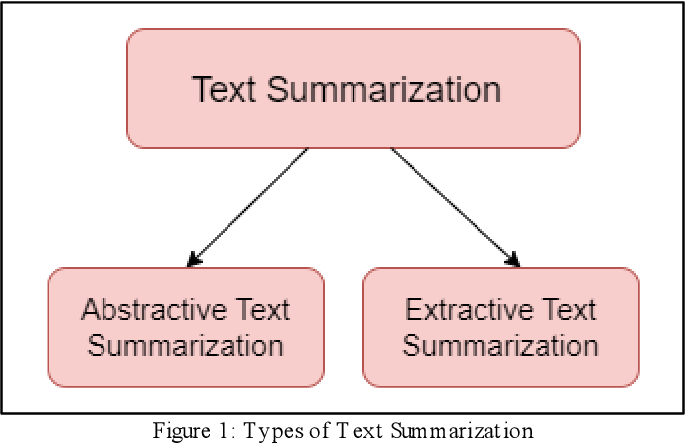 Text Summarization
Abstractive Text
Summarization
Extractive Text
Summarization
Figure 1: Types of Text Summarization